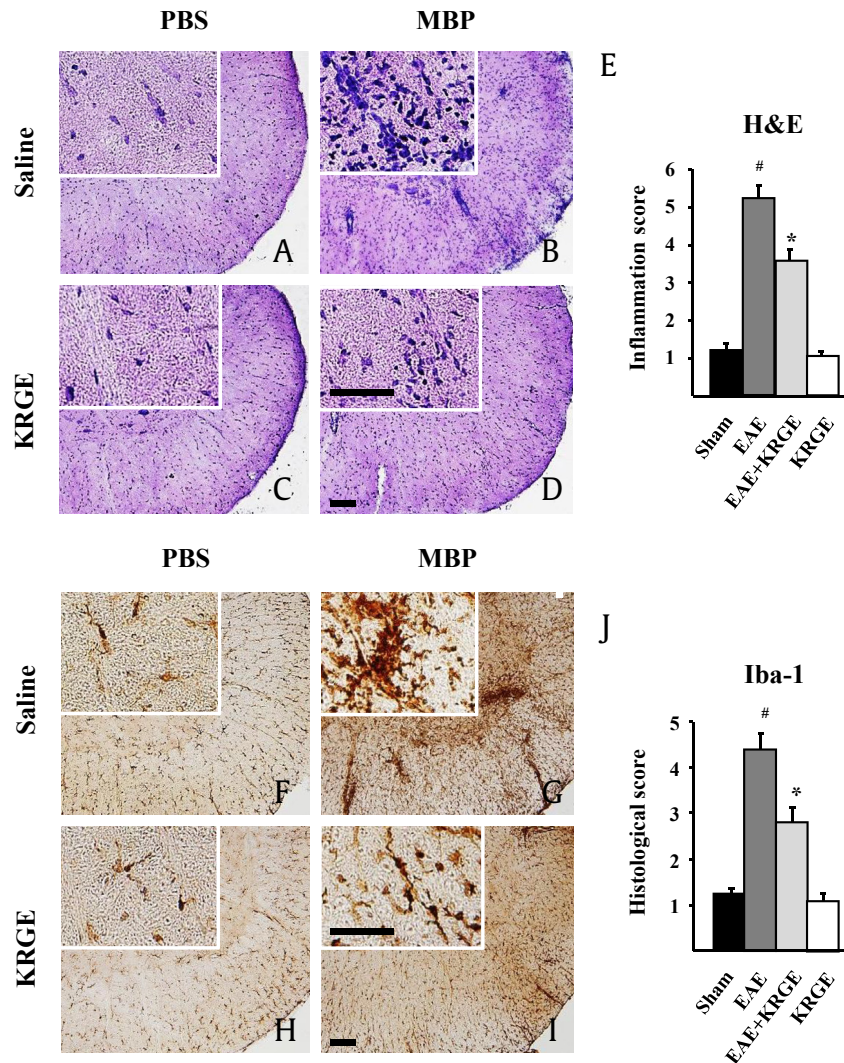 PBS MBP
E
H&E
Saline
Inflammation score
6
5
4
3
2
1
#
*
A B
KRGE
C D
Sham
EAE
EAE+KRGE
KRGE
PBS MBP
J
Iba-1
Saline
Histological score
5
4
3
2
1
#
*
F G
KRGE
H I
Sham
EAE
EAE+KRGE
KRGE